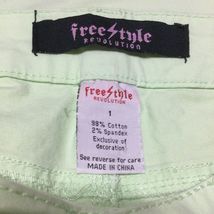 freestyle
REVOLUTION
freestyle
REVOLUTION
1
98% Cotton
2% Spandex
Exclusive of
decoration
See reverse for care
MADE IN CHINA